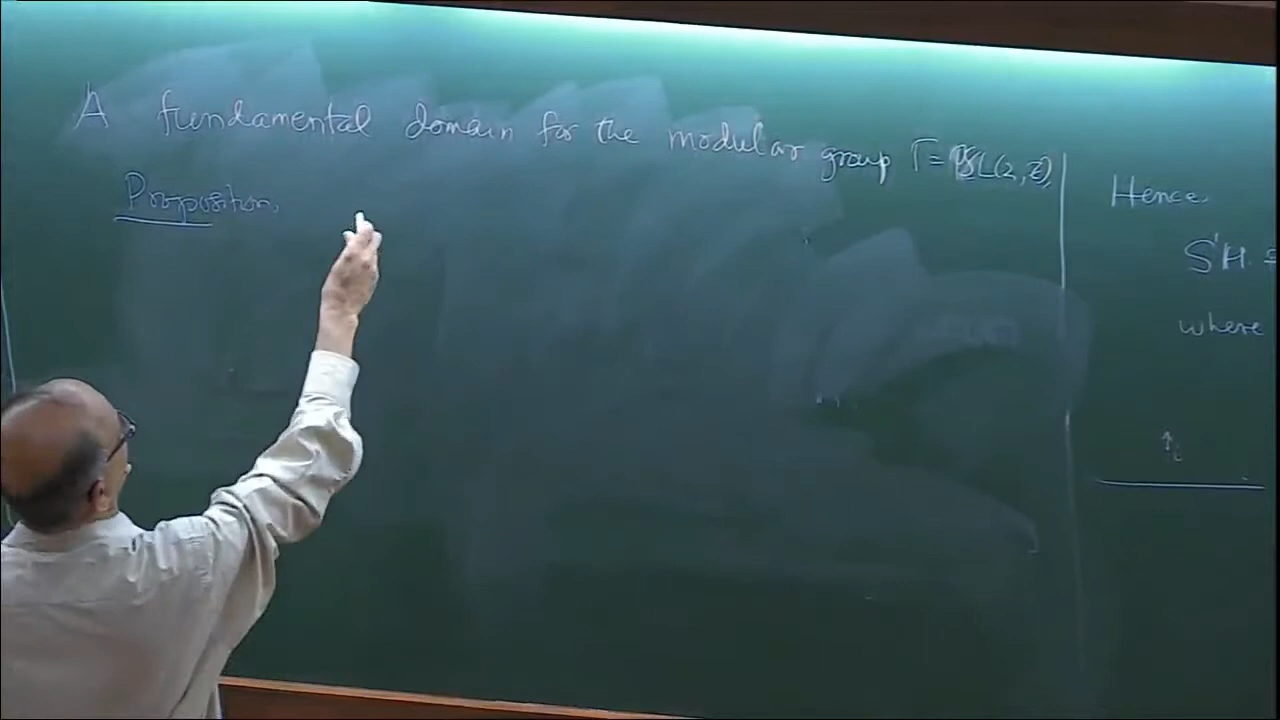 A fundamental domain for the modular group Γ = PSL(2, Z),
Proposition.
Hence
S'H =
where
↑ i